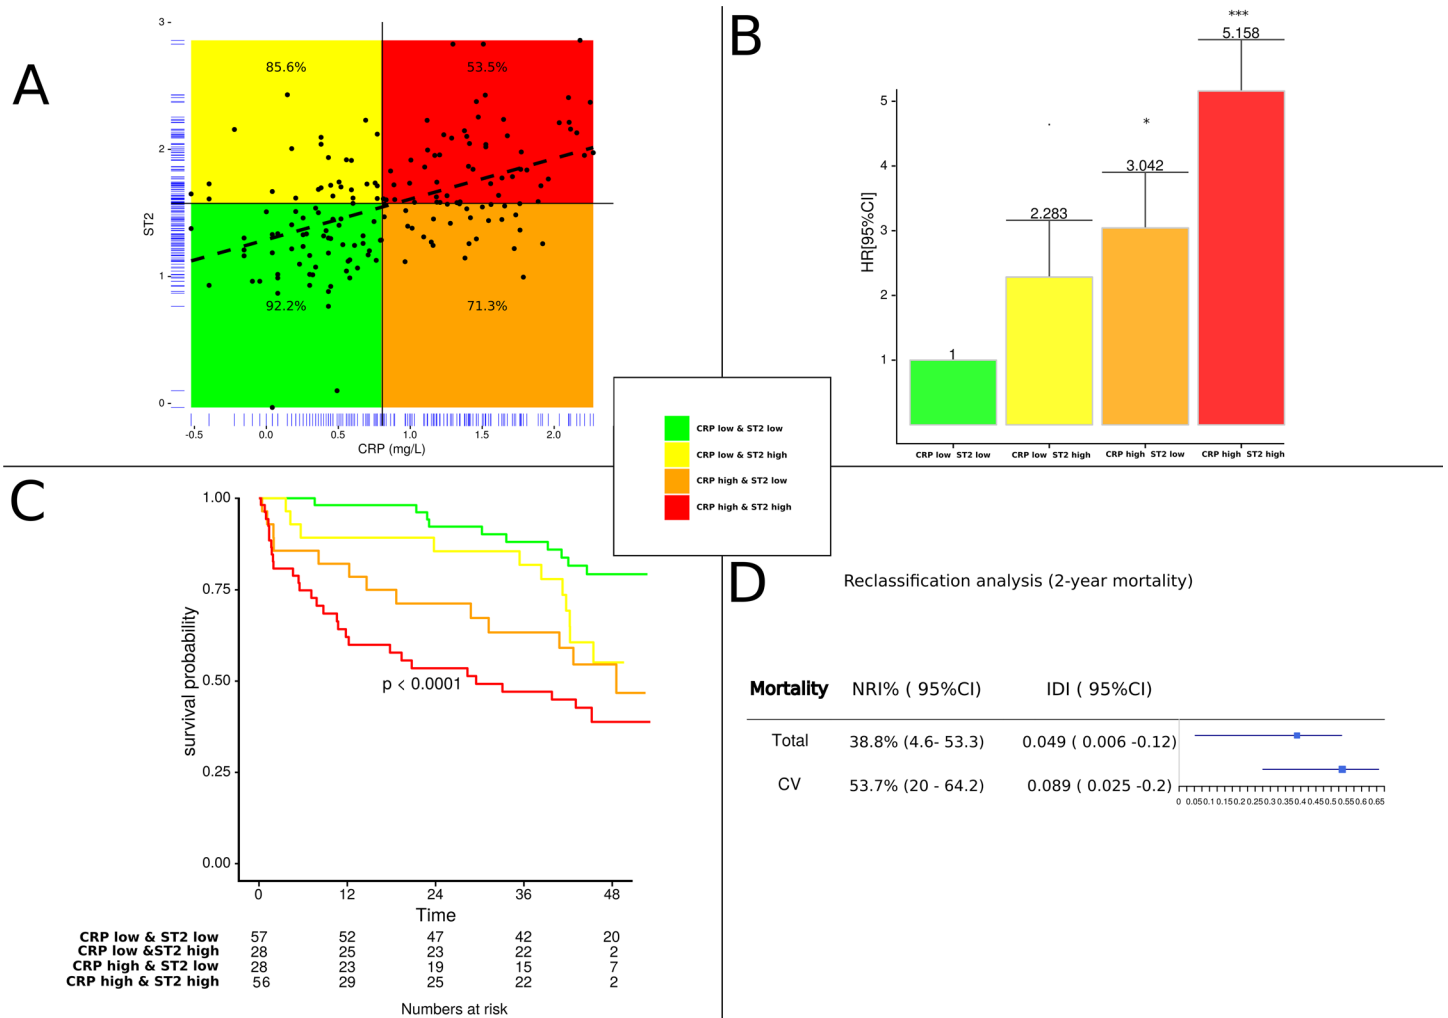 A
3
2
1
0
ST2
85.6%
53.5%
92.2%
71.3%
-0.5 0.0 0.5 1.0 1.5 2.0
CRP (mg/L)
B
***
5.158
*
3.042
.
2.283
1
5
4
3
2
1
HR[95%CI]
CRP low ST2 low CRP low ST2 high CRP high ST2 low CRP high ST2 high
CRP low & ST2 low
CRP low & ST2 high
CRP high & ST2 low
CRP high & ST2 high
C
1.00
0.75
0.50
0.25
0.00
survival probability
p < 0.0001
0 12 24 36 48
Time
CRP low & ST2 low 57 52 47 42 20
CRP low &ST2 high 28 25 23 22 2
CRP high & ST2 low 28 23 19 15 7
CRP high & ST2 high 56 29 25 22 2
Numbers at risk
D
Reclassification analysis (2-year mortality)
Mortality NRI% ( 95%CI) IDI ( 95%CI)
Total 38.8% (4.6- 53.3) 0.049 ( 0.006 -0.12)
CV 53.7% (20 - 64.2) 0.089 ( 0.025 -0.2)
0 0.05 0.1 0.15 0.2 0.25 0.3 0.35 0.4 0.45 0.5 0.55 0.6 0.65